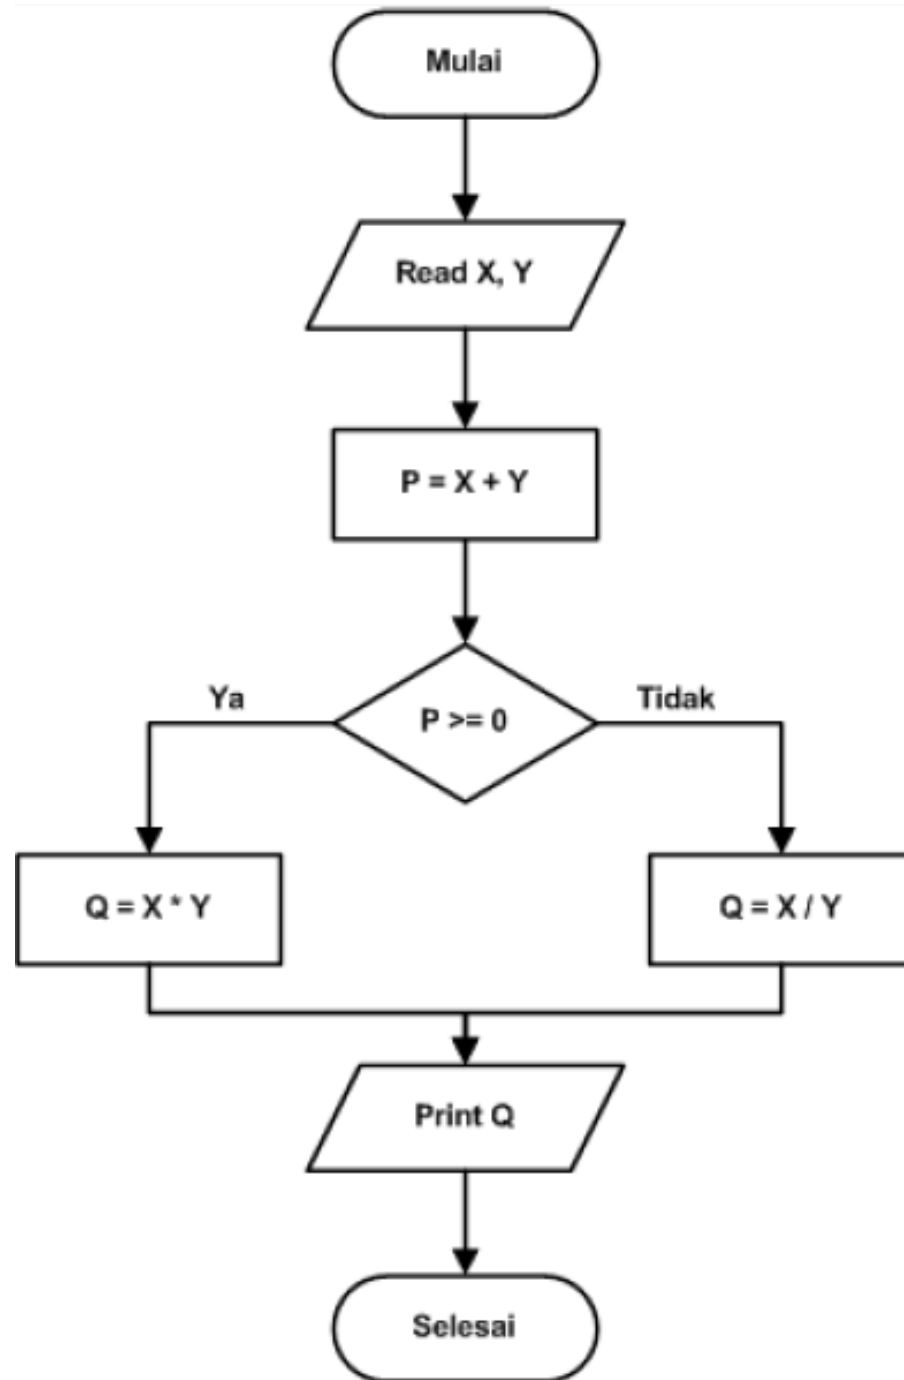 Mulai
Read X, Y
P = X + Y
P >= 0
Ya
Tidak
Q = X * Y
Q = X / Y
Print Q
Selesai